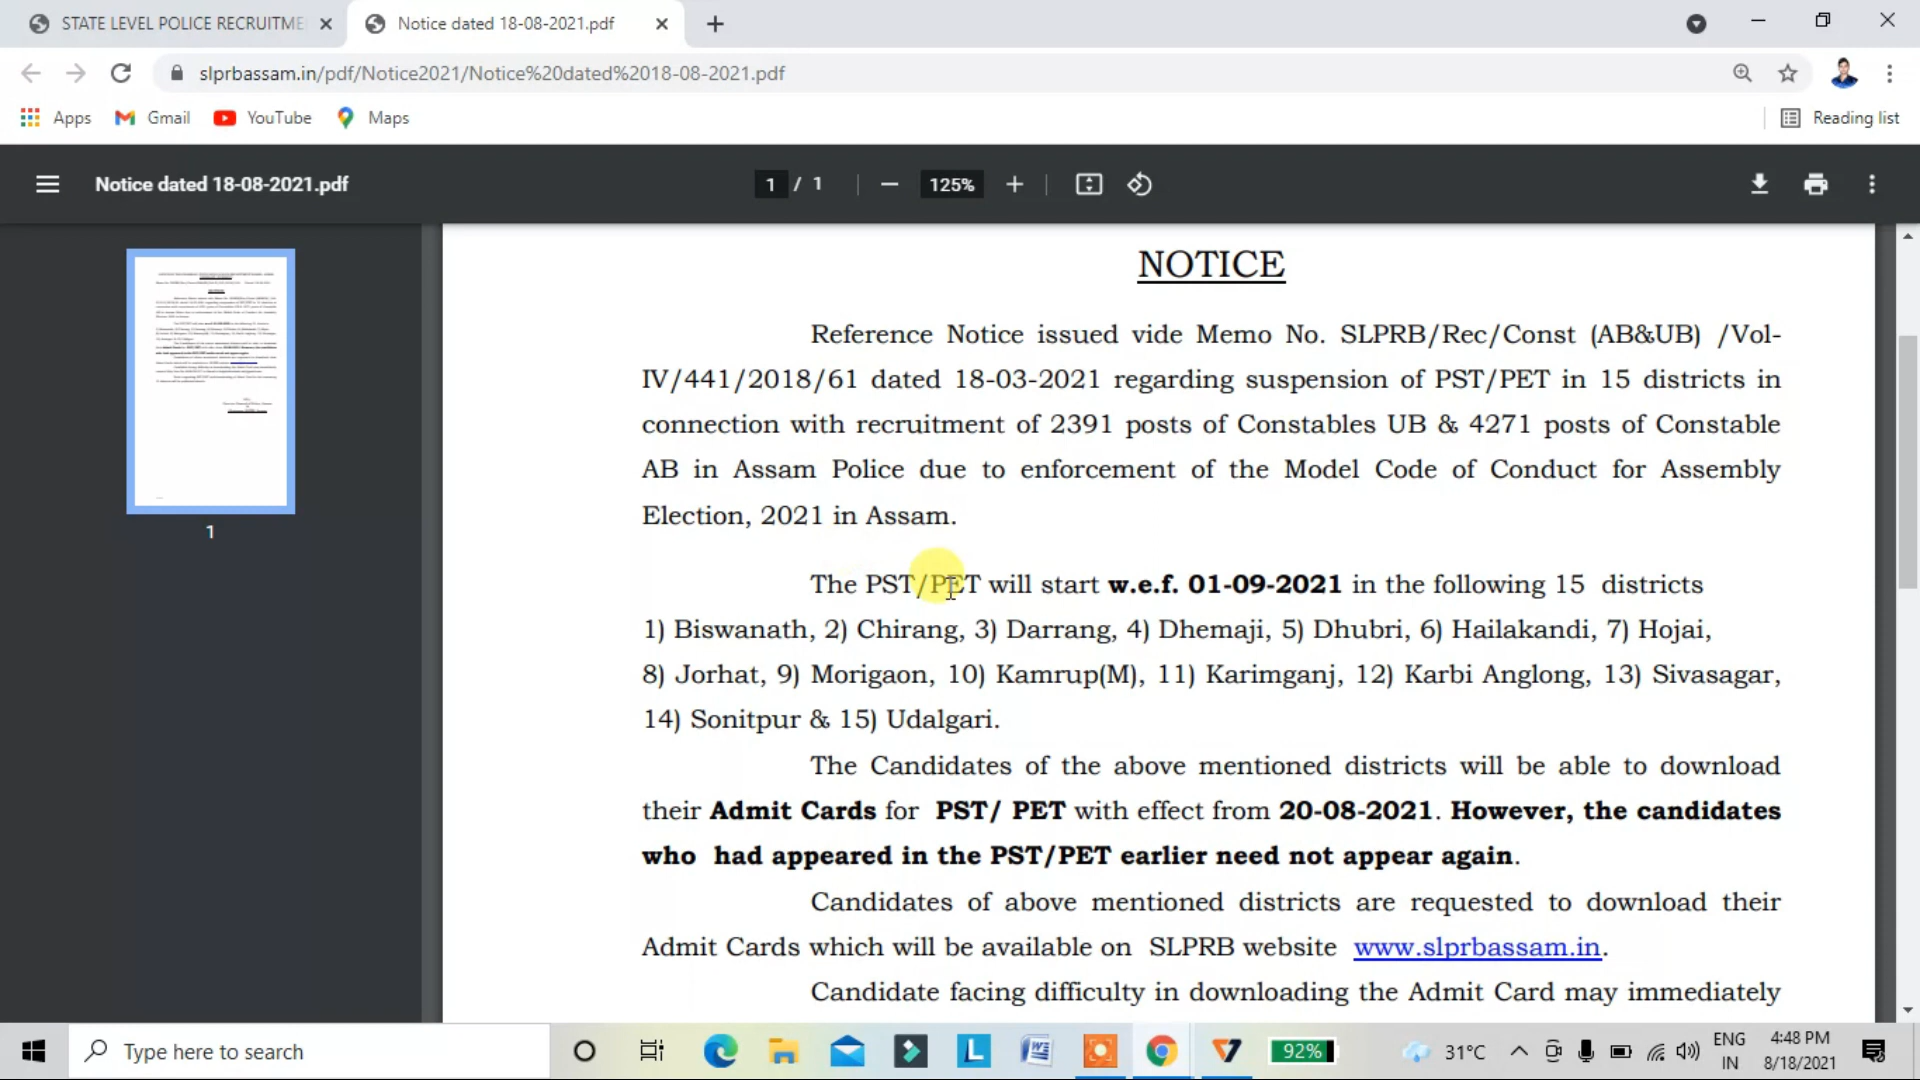 STATE LEVEL POLICE RECRUITME
Notice dated 18-08-2021.pdf
slprbassam.in/pdf/Notice2021/Notice%20dated%2018-08-2021.pdf
Apps Gmail YouTube Maps Reading list
Notice dated 18-08-2021.pdf 1 / 1 125%
1
NOTICE
Reference Notice issued vide Memo No. SLPRB/Rec/Const (AB&UB) /Vol-
IV/441/2018/61 dated 18-03-2021 regarding suspension of PST/PET in 15 districts in
connection with recruitment of 2391 posts of Constables UB & 4271 posts of Constable
AB in Assam Police due to enforcement of the Model Code of Conduct for Assembly
Election, 2021 in Assam.
The PST/PET will start w.e.f. 01-09-2021 in the following 15 districts
1) Biswanath, 2) Chirang, 3) Darrang, 4) Dhemaji, 5) Dhubri, 6) Hailakandi, 7) Hojai,
8) Jorhat, 9) Morigaon, 10) Kamrup(M), 11) Karimganj, 12) Karbi Anglong, 13) Sivasagar,
14) Sonitpur & 15) Udalgari.
The Candidates of the above mentioned districts will be able to download
their Admit Cards for PST/ PET with effect from 20-08-2021. However, the candidates
who had appeared in the PST/PET earlier need not appear again.
Candidates of above mentioned districts are requested to download their
Admit Cards which will be available on SLPRB website www.slprbassam.in.
Candidate facing difficulty in downloading the Admit Card may immediately
Type here to search
92%
31°C
ENG
IN
4:48 PM
8/18/2021